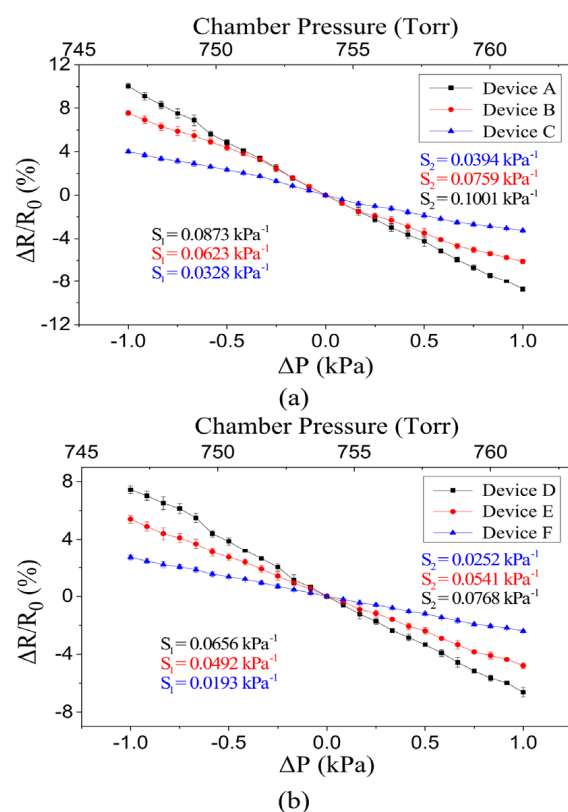 Chamber Pressure (Torr)
745 750 755 760
12
8
4
0
-4
-8
-12
ΔR/R₀ (%)
Device A
Device B
Device C
S₂ = 0.0394 kPa⁻¹
S₂ = 0.0759 kPa⁻¹
S₂ = 0.1001 kPa⁻¹
S₁ = 0.0873 kPa⁻¹
S₁ = 0.0623 kPa⁻¹
S₁ = 0.0328 kPa⁻¹
-1.0 -0.5 0.0 0.5 1.0
ΔP (kPa)
(a)
Chamber Pressure (Torr)
745 750 755 760
8
4
0
-4
-8
ΔR/R₀ (%)
Device D
Device E
Device F
S₂ = 0.0252 kPa⁻¹
S₂ = 0.0541 kPa⁻¹
S₂ = 0.0768 kPa⁻¹
S₁ = 0.0656 kPa⁻¹
S₁ = 0.0492 kPa⁻¹
S₁ = 0.0193 kPa⁻¹
-1.0 -0.5 0.0 0.5 1.0
ΔP (kPa)
(b)